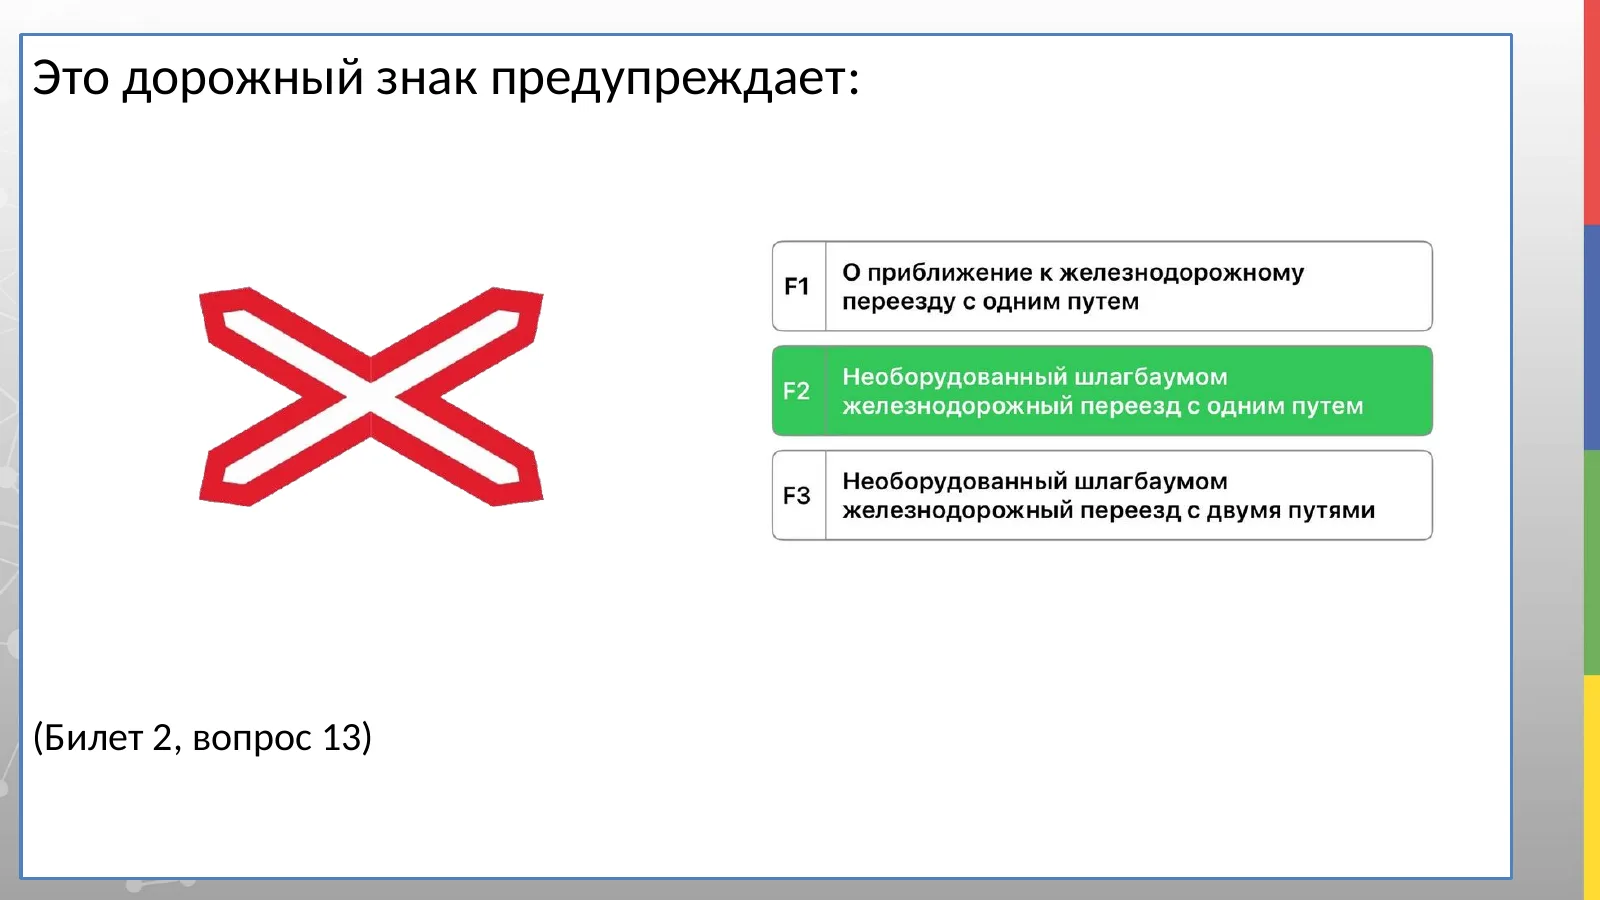 Это дорожный знак предупреждает:
F1
О приближение к железнодорожному
переезду с одним путем
F2
Необорудованный шлагбаумом
железнодорожный переезд с одним путем
F3
Необорудованный шлагбаумом
железнодорожный переезд с двумя путями
(Билет 2, вопрос 13)